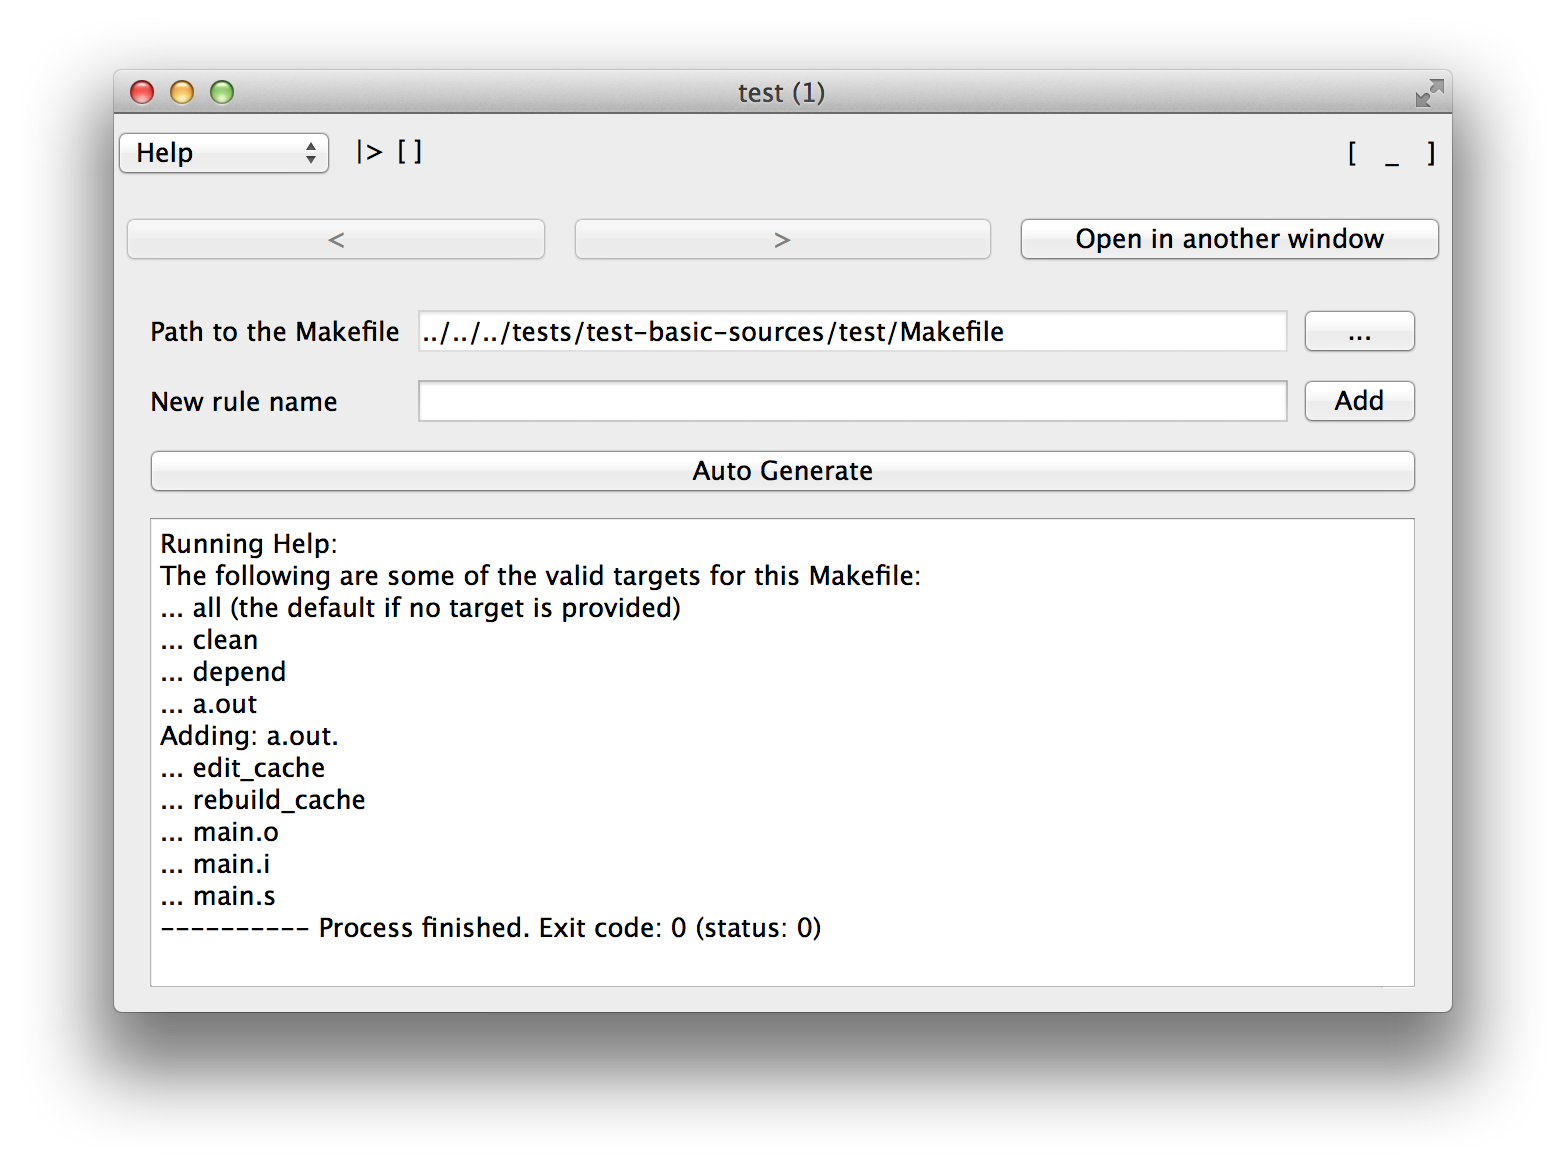 test (1)
Help |> [] [ _ ]
< > Open in another window
Path to the Makefile ../../../tests/test-basic-sources/test/Makefile ...
New rule name Add
Auto Generate
Running Help:
The following are some of the valid targets for this Makefile:
... all (the default if no target is provided)
... clean
... depend
... a.out
Adding: a.out.
... edit_cache
... rebuild_cache
... main.o
... main.i
... main.s
---------- Process finished. Exit code: 0 (status: 0)